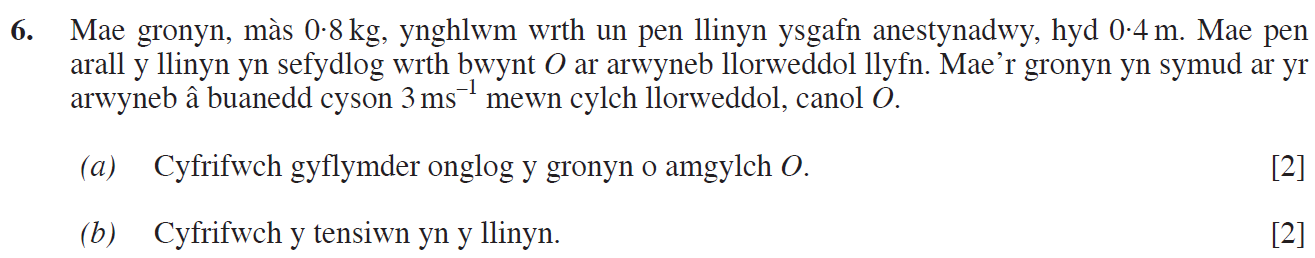 6. Mae gronyn, màs 0·8 kg, ynghlwm wrth un pen llinyn ysgafn anestynadwy, hyd 0·4 m. Mae pen
arall y llinyn yn sefydlog wrth bwynt O ar arwyneb llorweddol llyfn. Mae’r gronyn yn symud ar yr
arwyneb â buanedd cyson 3 ms⁻¹ mewn cylch llorweddol, canol O.
(a) Cyfrifwch gyflymder onglog y gronyn o amgylch O. [2]
(b) Cyfrifwch y tensiwn yn y llinyn. [2]